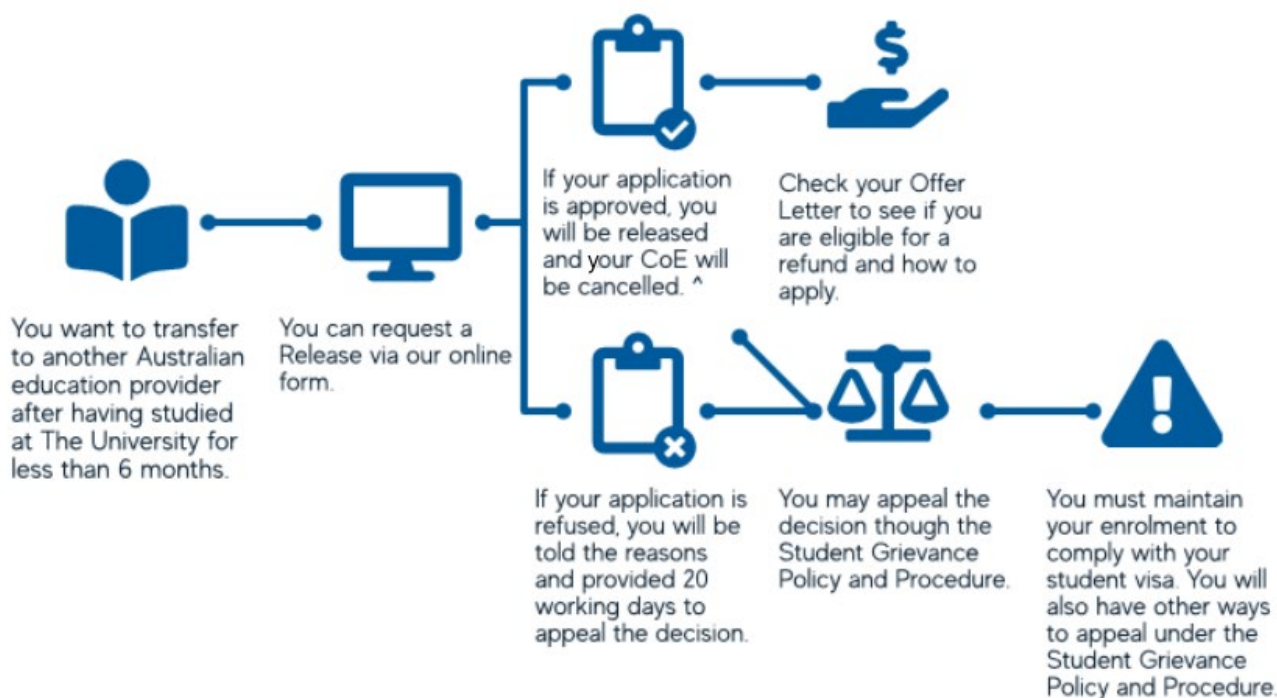 You want to transfer
to another Australian
education provider
after having studied
at The University for
less than 6 months.
You can request a
Release via our online
form.
If your application
is approved, you
will be released
and your CoE will
be cancelled. ^
$
Check your Offer
Letter to see if you
are eligible for a
refund and how to
apply.
If your application is
refused, you will be
told the reasons
and provided 20
working days to
appeal the decision.
You may appeal the
decision though the
Student Grievance
Policy and Procedure.
!
You must maintain
your enrolment to
comply with your
student visa. You will
also have other ways
to appeal under the
Student Grievance
Policy and Procedure.